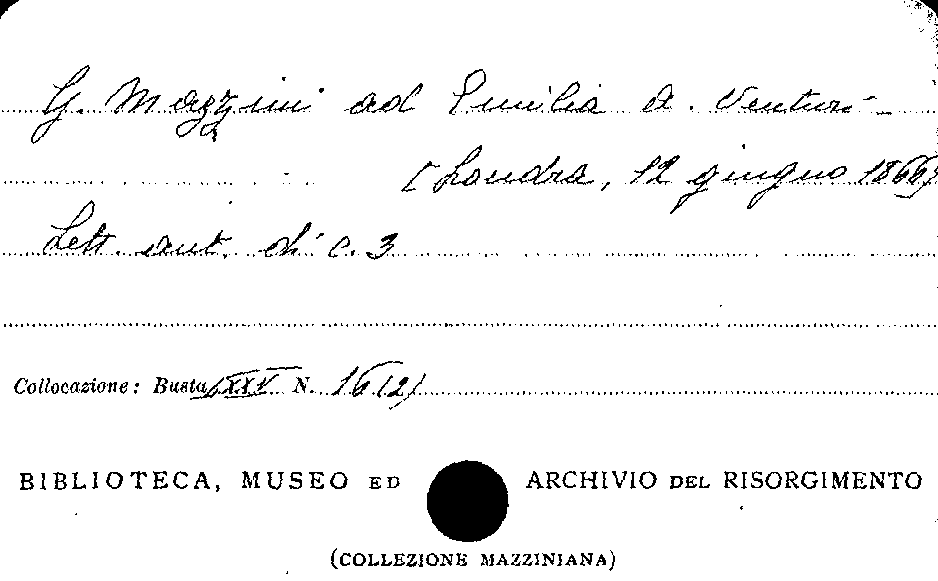 G. Mazzini ad Emilia A. Venturi -
[Londra, 12 giugno 1866]
Lett. aut. di c. 3
Collocazione: Busta N. 16 (2)
BIBLIOTECA, MUSEO ED ARCHIVIO DEL RISORGIMENTO
(COLLEZIONE MAZZINIANA)